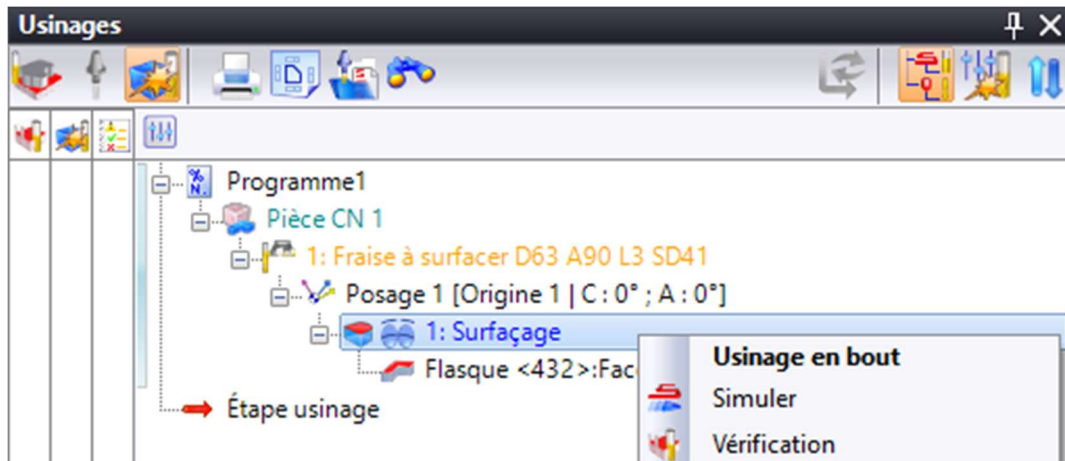 Usinages
Programme1
Pièce CN 1
1: Fraise à surfacer D63 A90 L3 SD41
Posage 1 [Origine 1 | C : 0° ; A : 0°]
1: Surfaçage
Usinage en bout
Flasque <432>:Fac
Simuler
Étape usinage
Vérification